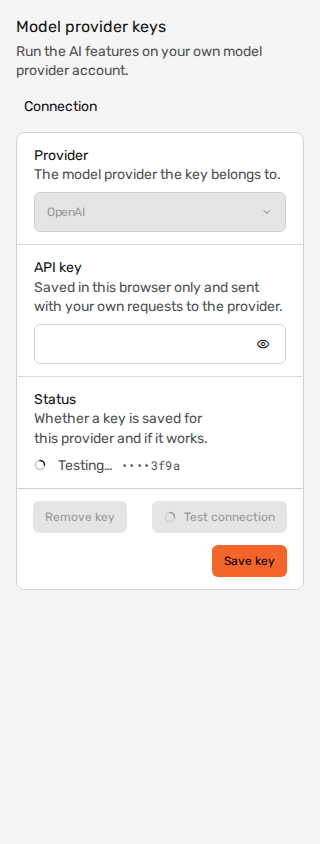 Model provider keys
Run the AI features on your own model
provider account.
Connection
Provider
The model provider the key belongs to.
OpenAI
API key
Saved in this browser only and sent
with your own requests to the provider.
Status
Whether a key is saved for
this provider and if it works.
Testing… ••••3f9a
Remove key
Test connection
Save key